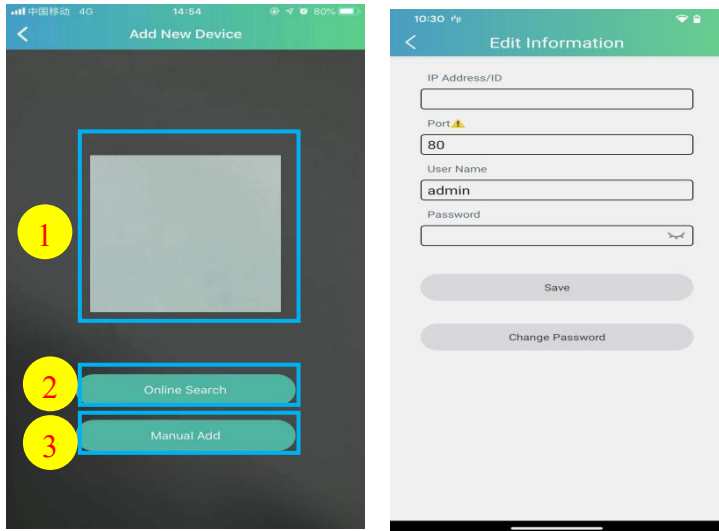 中国移动 4G 14:54 80%
Add New Device
1
2
Online Search
3
Manual Add
10:30
Edit Information
IP Address/ID
Port
80
User Name
admin
Password
Save
Change Password